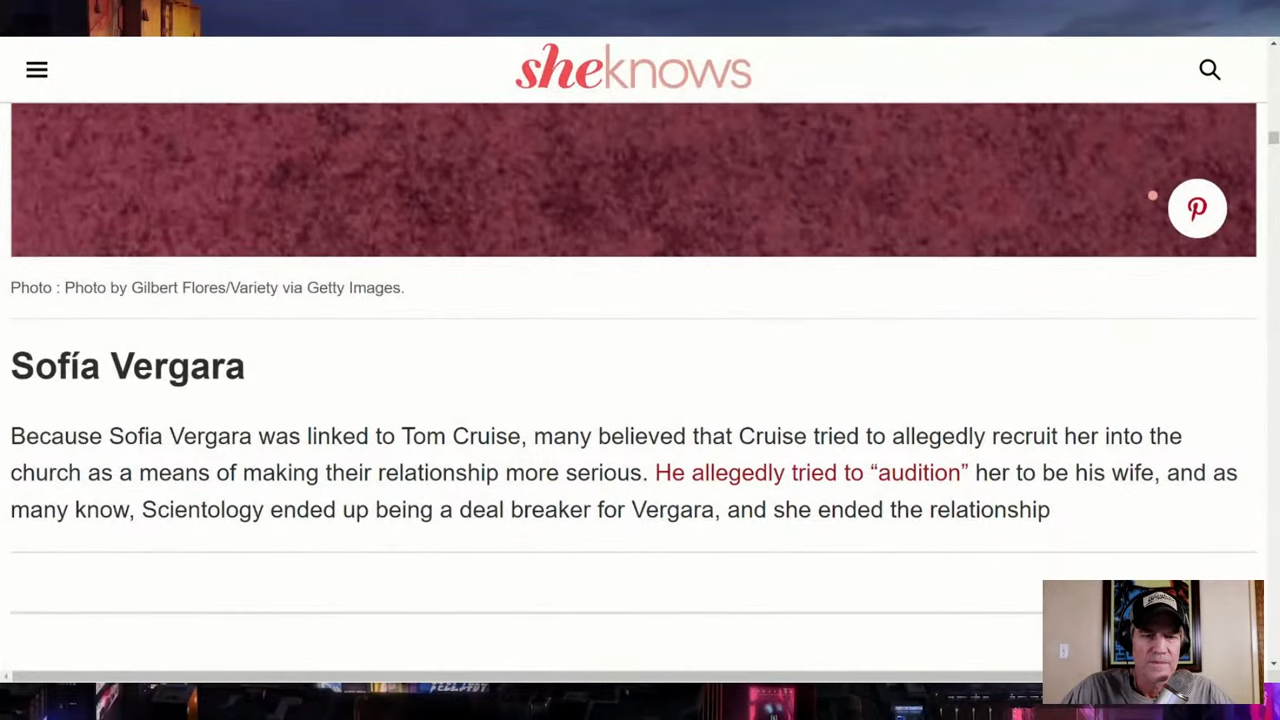 sheknows
Photo : Photo by Gilbert Flores/Variety via Getty Images.
Sofía Vergara
Because Sofia Vergara was linked to Tom Cruise, many believed that Cruise tried to allegedly recruit her into the
church as a means of making their relationship more serious. He allegedly tried to “audition” her to be his wife, and as
many know, Scientology ended up being a deal breaker for Vergara, and she ended the relationship